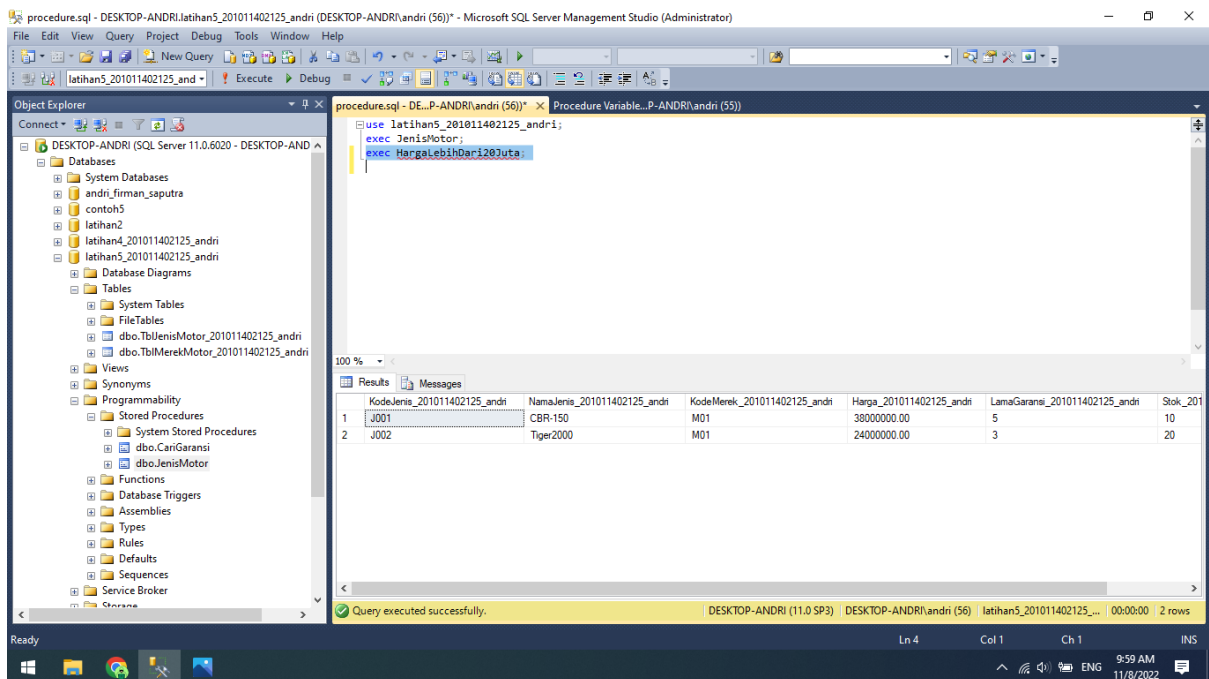 procedure.sql - DESKTOP-ANDRI.latihan5_201011402125_andri (DESKTOP-ANDRI\andri (56))* - Microsoft SQL Server Management Studio (Administrator)
File Edit View Query Project Debug Tools Window Help
New Query
latihan5_201011402125_and Execute Debug
Object Explorer
Connect
DESKTOP-ANDRI (SQL Server 11.0.6020 - DESKTOP-AND
Databases
System Databases
andri_firman_saputra
contoh5
latihan2
latihan4_201011402125_andri
latihan5_201011402125_andri
Database Diagrams
Tables
System Tables
FileTables
dbo.TblJenisMotor_201011402125_andri
dbo.TblMerekMotor_201011402125_andri
Views
Synonyms
Programmability
Stored Procedures
System Stored Procedures
dbo.CariGaransi
dbo.JenisMotor
Functions
Database Triggers
Assemblies
Types
Rules
Defaults
Sequences
Service Broker
Storage
procedure.sql - DE...P-ANDRI\andri (56))* Procedure Variable...P-ANDRI\andri (55))
use latihan5_201011402125_andri;
exec JenisMotor;
exec HargaLebihDari20Juta;
100 %
Results Messages
KodeJenis_201011402125_andri NamaJenis_201011402125_andri KodeMerek_201011402125_andri Harga_201011402125_andri LamaGaransi_201011402125_andri Stok_201
1 J001 CBR-150 M01 38000000.00 5 10
2 J002 Tiger2000 M01 24000000.00 3 20
Query executed successfully. DESKTOP-ANDRI (11.0 SP3) DESKTOP-ANDRI\andri (56) latihan5_201011402125_... 00:00:00 2 rows
Ready Ln 4 Col 1 Ch 1 INS
ENG 9:59 AM
11/8/2022